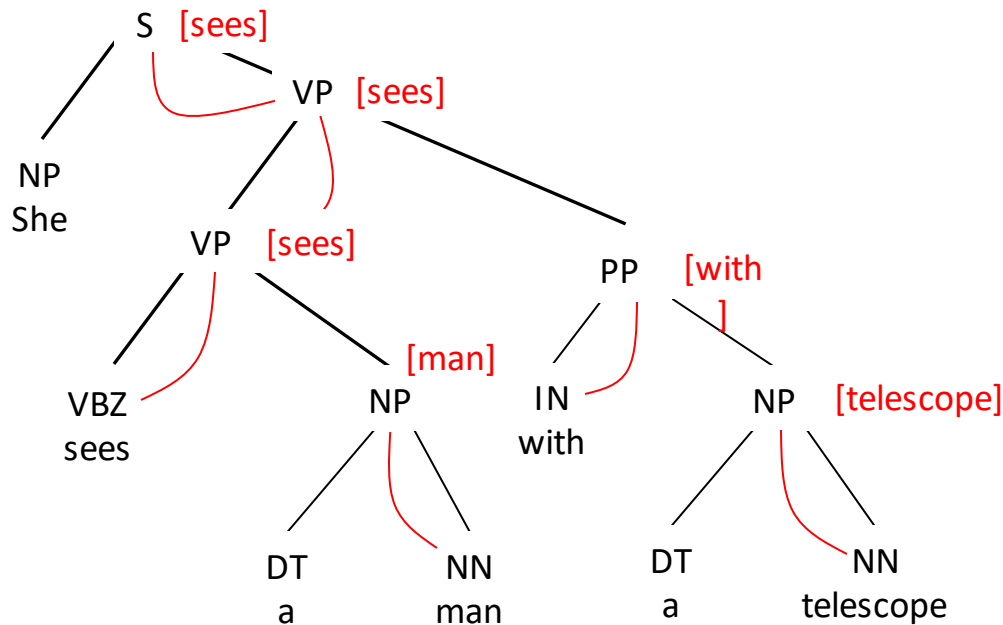 S [sees]
VP [sees]
NP
She
VP [sees]
PP [with
]
[man]
VBZ
sees
NP
IN
with
NP [telescope]
DT
a
NN
man
DT
a
NN
telescope